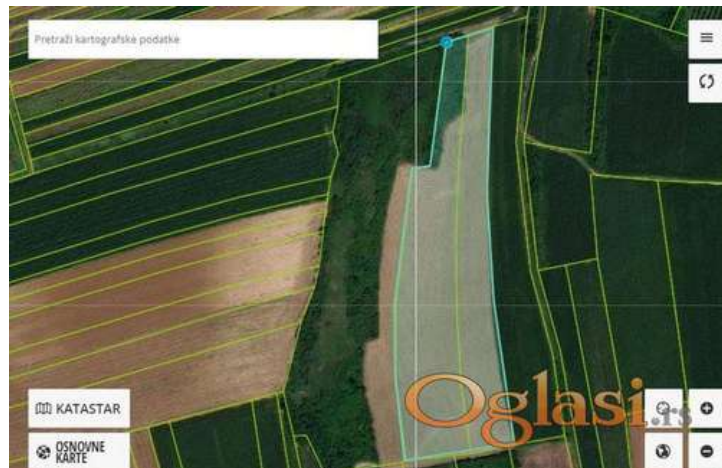 Pretraži kartografske podatke
KATASTAR
OSNOVNE
KARTE
Oglasi.rs